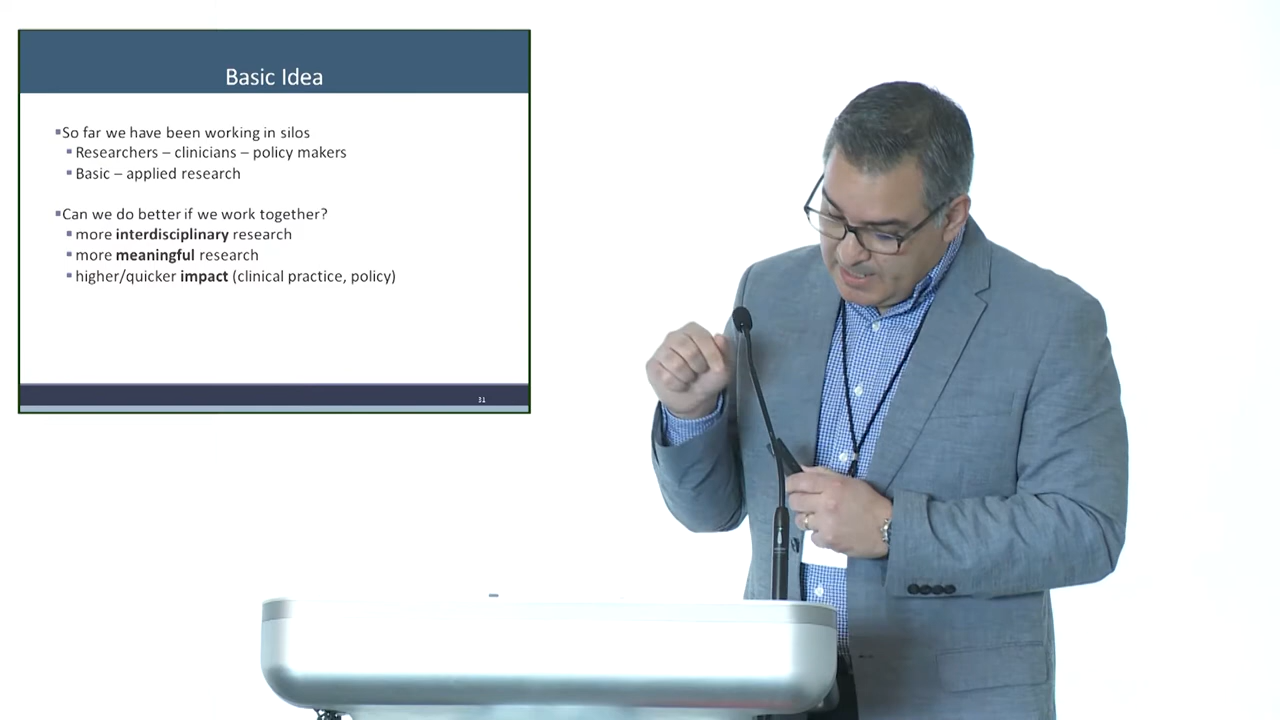 Basic Idea
▪So far we have been working in silos
▪Researchers – clinicians – policy makers
▪Basic – applied research
▪Can we do better if we work together?
▪more interdisciplinary research
▪more meaningful research
▪higher/quicker impact (clinical practice, policy)
31